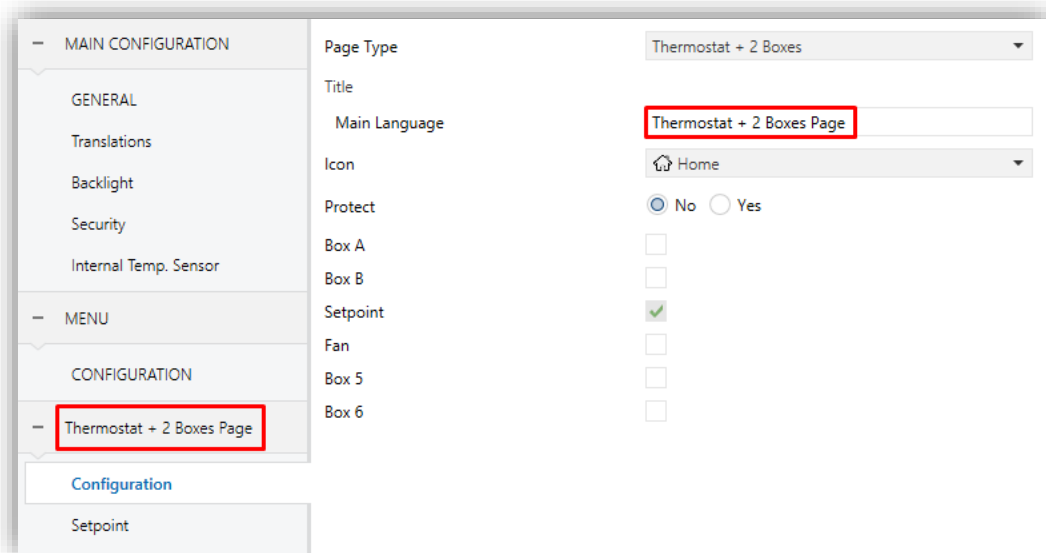 MAIN CONFIGURATION
GENERAL
Translations
Backlight
Security
Internal Temp. Sensor
MENU
CONFIGURATION
Thermostat + 2 Boxes Page
Configuration
Setpoint
Page Type
Thermostat + 2 Boxes
Title
Main Language
Thermostat + 2 Boxes Page
Icon
Home
Protect
No Yes
Box A
Box B
Setpoint
Fan
Box 5
Box 6